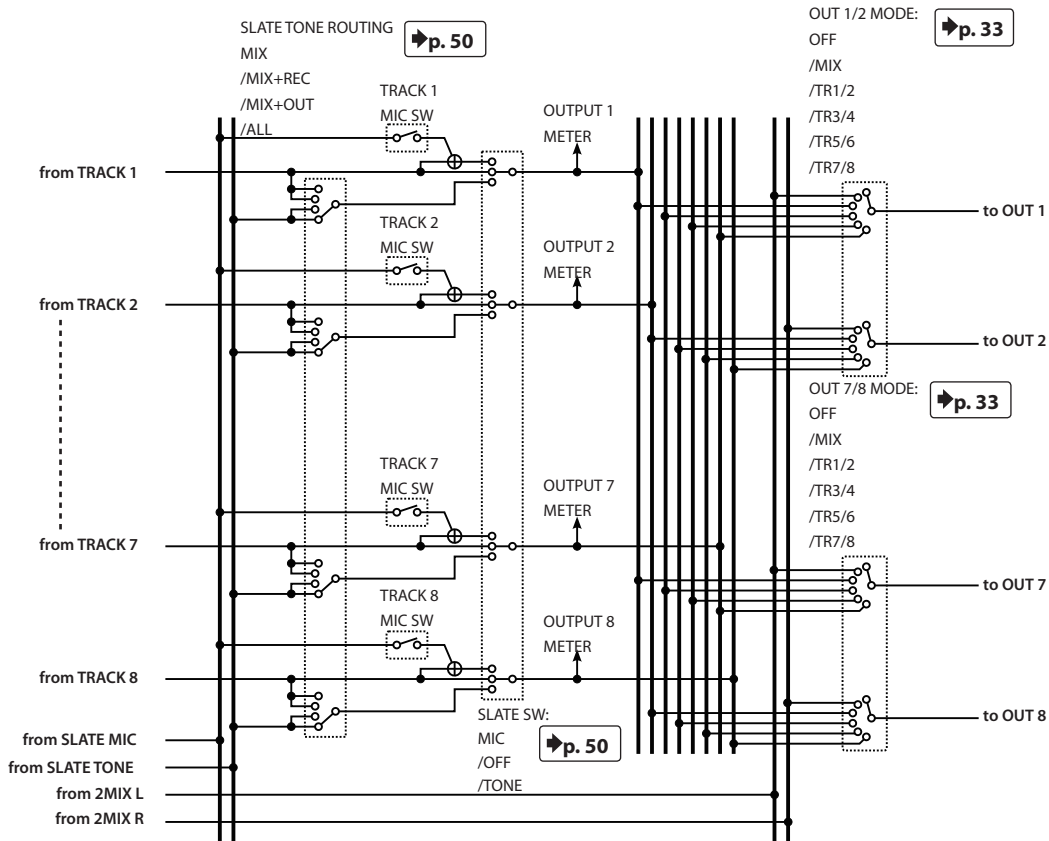 SLATE TONE ROUTING
➧p. 50
MIX
/MIX+REC
/MIX+OUT
/ALL
OUT 1/2 MODE:
➧p. 33
OFF
/MIX
/TR1/2
/TR3/4
/TR5/6
/TR7/8
TRACK 1
MIC SW
OUTPUT 1
METER
from TRACK 1
to OUT 1
TRACK 2
MIC SW
OUTPUT 2
METER
from TRACK 2
to OUT 2
OUT 7/8 MODE:
➧p. 33
OFF
/MIX
/TR1/2
/TR3/4
/TR5/6
/TR7/8
TRACK 7
MIC SW
OUTPUT 7
METER
from TRACK 7
to OUT 7
TRACK 8
MIC SW
OUTPUT 8
METER
from TRACK 8
to OUT 8
SLATE SW:
MIC
/OFF
/TONE
➧p. 50
from SLATE MIC
from SLATE TONE
from 2MIX L
from 2MIX R